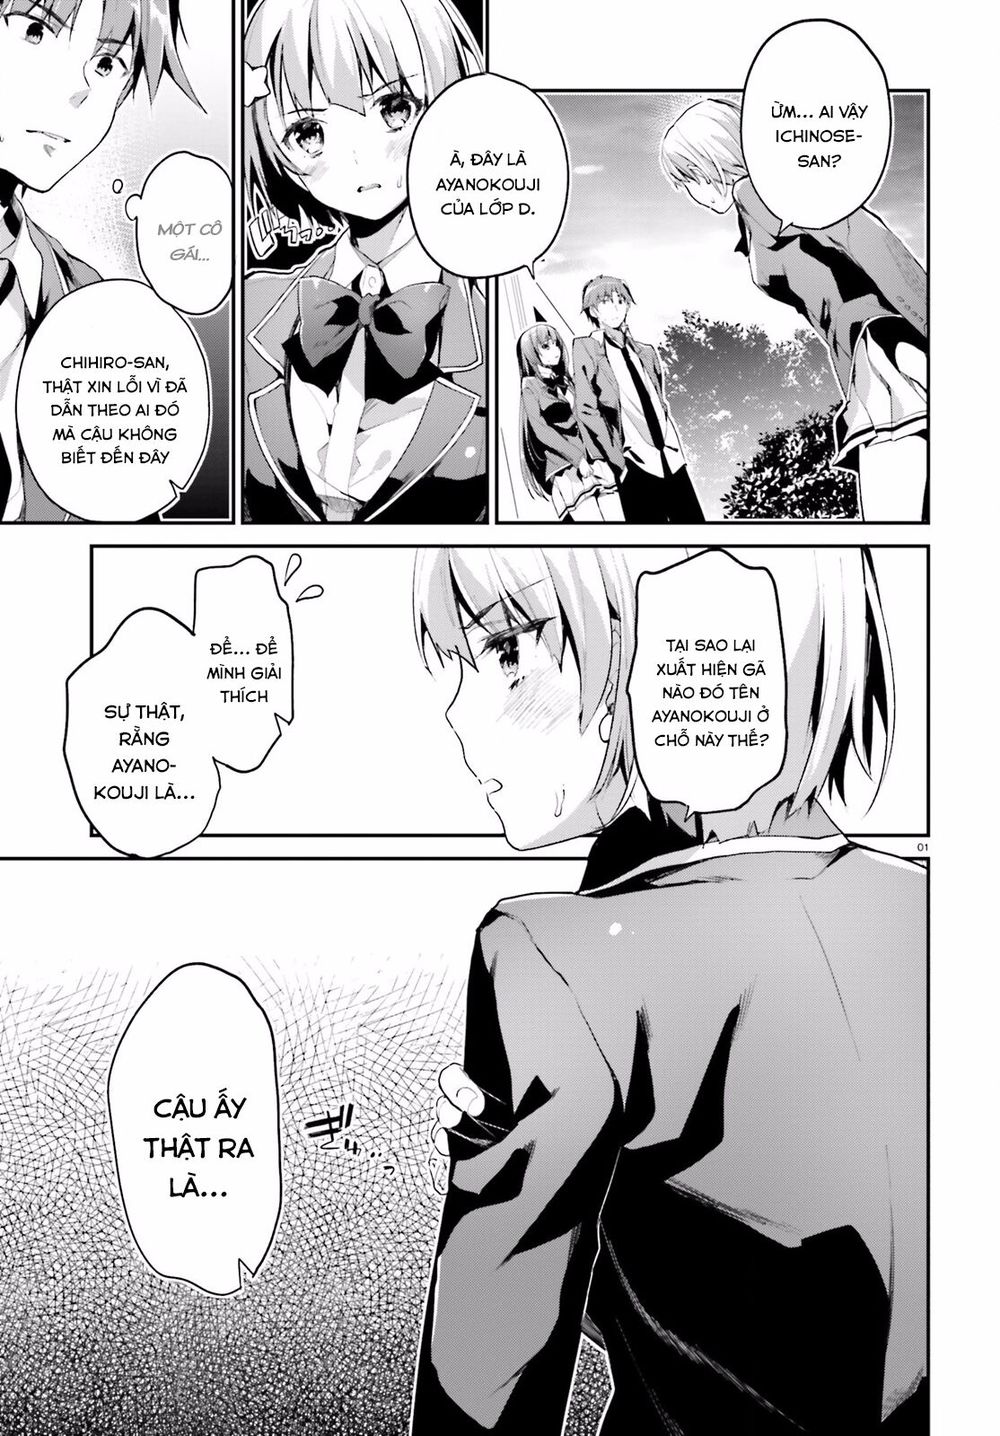 ỪM... AI VẬY
ICHINOSE-
SAN?
À, ĐÂY LÀ
AYANOKOUJI
CỦA LỚP D.
MỘT CÔ
GÁI...
CHIHIRO-SAN,
THẬT XIN LỖI VÌ ĐÃ
DẪN THEO AI ĐÓ
MÀ CẬU KHÔNG
BIẾT ĐẾN ĐÂY
TẠI SAO LẠI
XUẤT HIỆN GÃ
NÀO ĐÓ TÊN
AYANOKOUJI Ở
CHỖ NÀY THẾ?
ĐỂ... ĐỂ
MÌNH GIẢI
THÍCH
SỰ THẬT,
RẰNG
AYANO-
KOUJI LÀ...
01
CẬU ẤY
THẬT RA
LÀ...